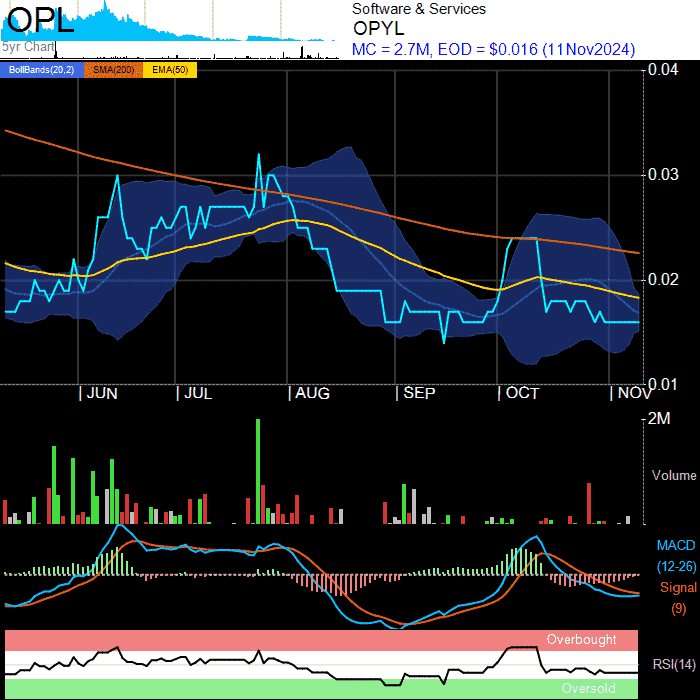 OPL
5yr Chart
Software & Services
OPYL
MC = 2.7M, EOD = $0.016 (11Nov2024)
BollBands(20,2) SMA(200) EMA(50)
0.04
0.03
0.02
0.01
| JUN | JUL | AUG | SEP | OCT | NOV
2M
Volume
MACD
(12-26)
Signal
(9)
Overbought
RSI(14)
Oversold